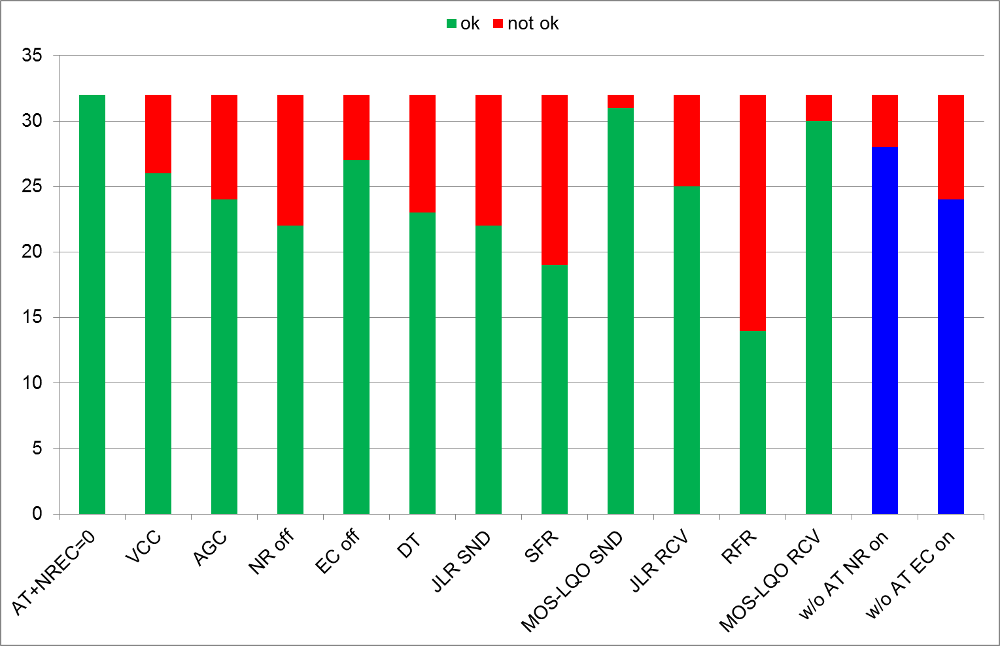 ok not ok
35
30
25
20
15
10
5
0
AT+NREC=0
VCC
AGC
NR off
EC off
DT
JLR SND
SFR
MOS-LQO SND
JLR RCV
RFR
MOS-LQO RCV
w/o AT NR on
w/o AT EC on